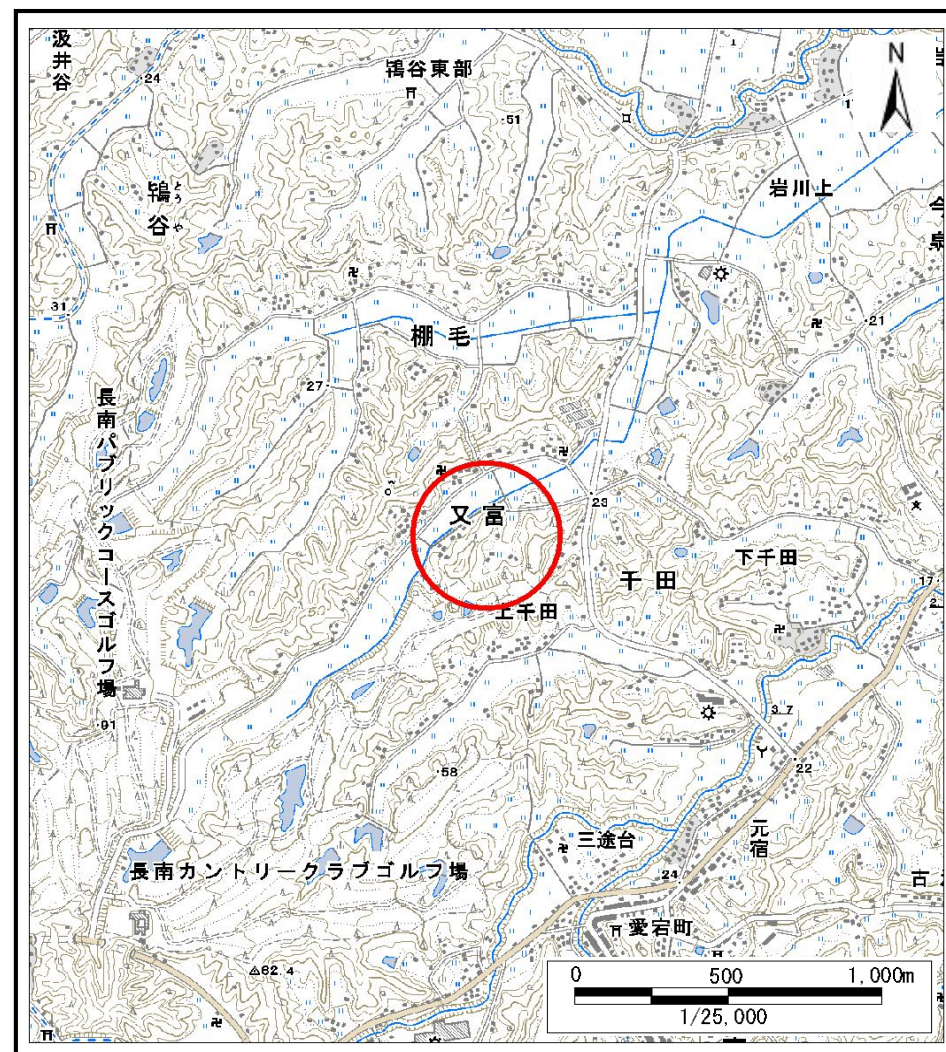 汲井谷
24
鴇谷東部
51
N
岩川上
鴇谷
とうや
31
棚毛
21
27
長南パブリックコースゴルフ場
又富
23
千田
下千田
17
上千田
91
3.7
58
22
三途台
元宿
長南カントリークラブゴルフ場
24
愛宕町
古
62.4
0 500 1,000m
1/25,000